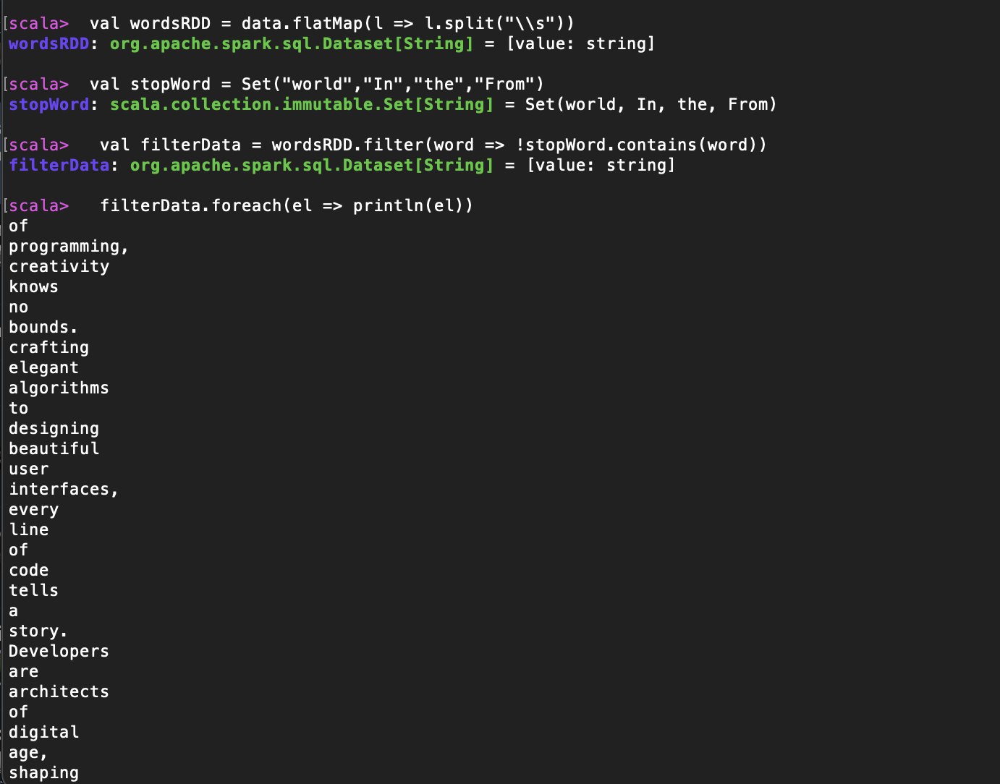 [scala>  val wordsRDD = data.flatMap(l => l.split("\\s"))
wordsRDD: org.apache.spark.sql.Dataset[String] = [value: string]
[scala>  val stopWord = Set("world","In","the","From")
stopWord: scala.collection.immutable.Set[String] = Set(world, In, the, From)
[scala>   val filterData = wordsRDD.filter(word => !stopWord.contains(word))
filterData: org.apache.spark.sql.Dataset[String] = [value: string]
[scala>   filterData.foreach(el => println(el))
of
programming,
creativity
knows
no
bounds.
crafting
elegant
algorithms
to
designing
beautiful
user
interfaces,
every
line
of
code
tells
a
story.
Developers
are
architects
of
digital
age,
shaping